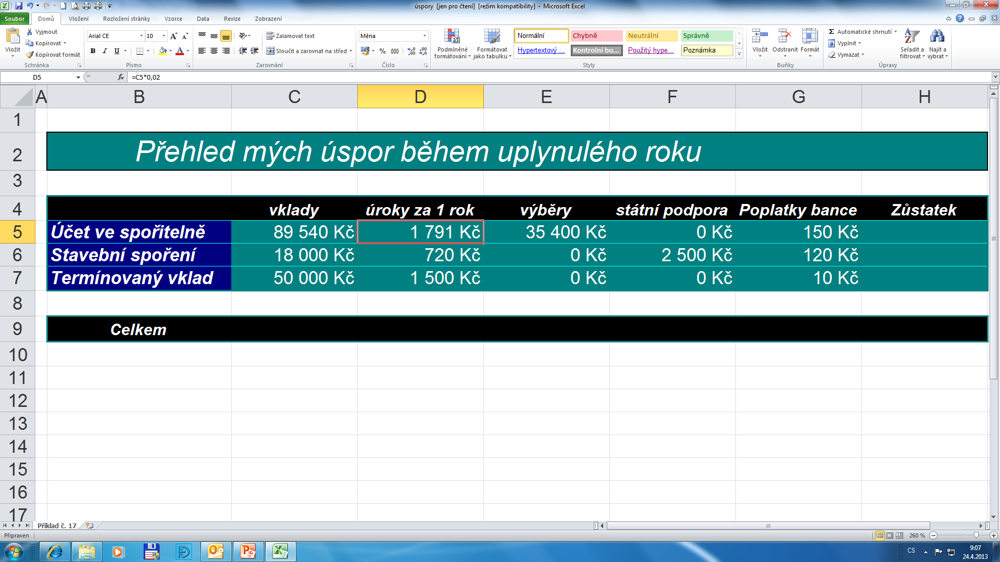 úspory [jen pro čtení] [režim kompatibility] - Microsoft Excel
Soubor Domů Vložení Rozložení stránky Vzorce Data Revize Zobrazení
Vložit
Vyjmout
Kopírovat
Kopírovat formát
Schránka
Arial CE 10
B I U A
Písmo
Zalamovat text
Sloučit a zarovnat na střed
Zarovnání
Měna
% 000
Číslo
Podmíněné formátování
Formátovat jako tabulku
Normální Chybně Neutrální Správně
Hypertextový ... Kontrolní bu... Použitý hype... Poznámka
Styly
Vložit Odstranit Formát
Buňky
Σ Automatické shrnutí
Vyplnit
Vymazat
Seřadit a filtrovat
Najít a vybrat
Úpravy
D5 fx =C5*0,02
A B C D E F G H
1
2 Přehled mých úspor během uplynulého roku
3
4 vklady úroky za 1 rok výběry státní podpora Poplatky bance Zůstatek
5 Účet ve spořitelně 89 540 Kč 1 791 Kč 35 400 Kč 0 Kč 150 Kč
6 Stavební spoření 18 000 Kč 720 Kč 0 Kč 2 500 Kč 120 Kč
7 Termínovaný vklad 50 000 Kč 1 500 Kč 0 Kč 0 Kč 10 Kč
8
9 Celkem
10
11
12
13
14
15
16
17
Příklad č. 17
Připraven 260 %
CS 9:07
24.4.2013